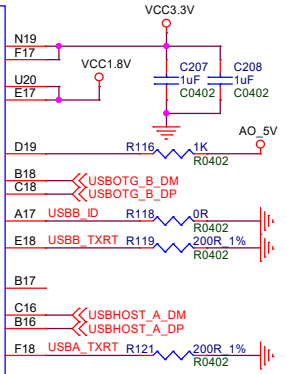 VCC3.3V
N19
F17
VCC1.8V
C207
C208
1uF
1uF
C0402
C0402
U20
E17
AO_5V
D19
R116
1K
R0402
B18
USBOTG_B_DM
C18
USBOTG_B_DP
A17
USBB_ID
R118
0R
R0402
E18
USBB_TXRT
R119
200R_1%
R0402
B17
C16
USBHOST_A_DM
B16
USBHOST_A_DP
F18
USBA_TXRT
R121
200R_1%
R0402